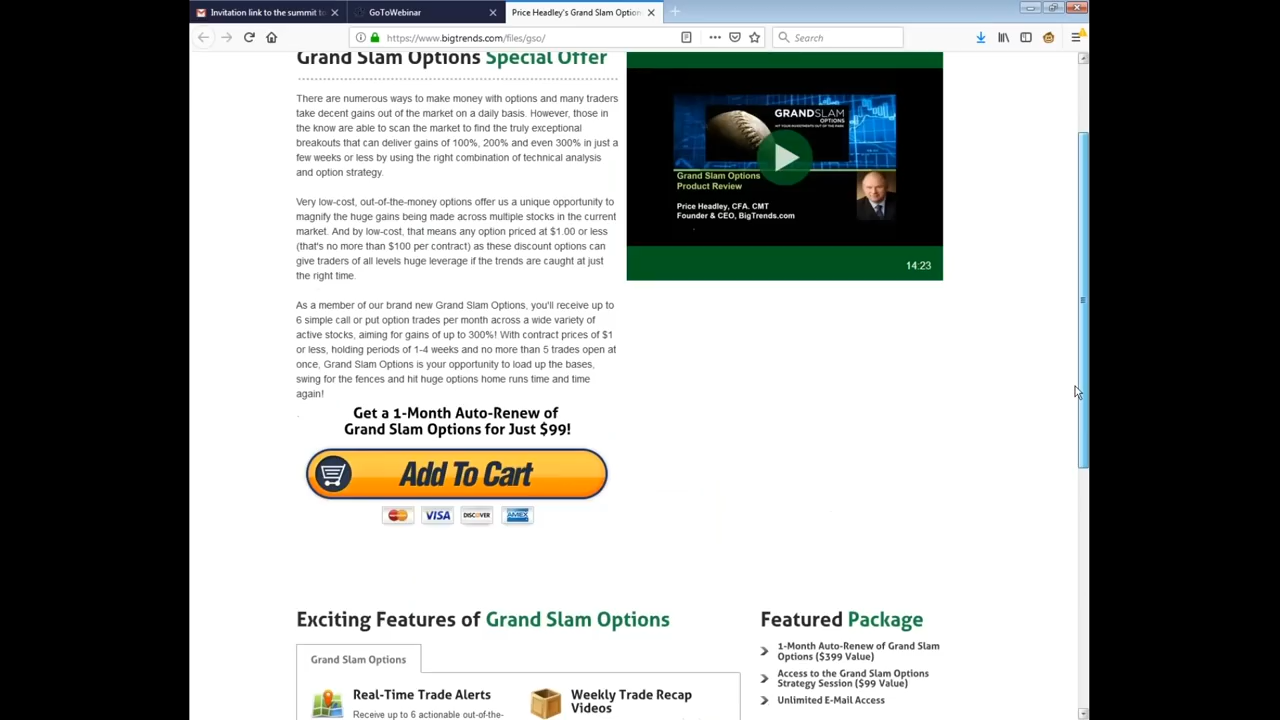 Invitation link to the summit to
GoToWebinar
Price Headley's Grand Slam Option
https://www.bigtrends.com/files/gso/
Search
Grand Slam Options Special Offer
There are numerous ways to make money with options and many traders
take decent gains out of the market on a daily basis. However, those in
the know are able to scan the market to find the truly exceptional
breakouts that can deliver gains of 100%, 200% and even 300% in just a
few weeks or less by using the right combination of technical analysis
and option strategy.
Very low-cost, out-of-the-money options offer us a unique opportunity to
magnify the huge gains being made across multiple stocks in the current
market. And by low-cost, that means any option priced at $1.00 or less
(that's no more than $100 per contract) as these discount options can
give traders of all levels huge leverage if the trends are caught at just
the right time.
As a member of our brand new Grand Slam Options, you'll receive up to
6 simple call or put option trades per month across a wide variety of
active stocks, aiming for gains of up to 300%! With contract prices of $1
or less, holding periods of 1-4 weeks and no more than 5 trades open at
once, Grand Slam Options is your opportunity to load up the bases,
swing for the fences and hit huge options home runs time and time
again!
GRANDSLAM
OPTIONS
HIT YOUR INVESTMENTS OUT OF THE PARK
Grand Slam Options
Product Review
Price Headley, CFA. CMT
Founder & CEO, BigTrends.com
14:23
Get a 1-Month Auto-Renew of
Grand Slam Options for Just $99!
Add To Cart
VISA
DISCOVER
AMEX
Exciting Features of Grand Slam Options
Grand Slam Options
Real-Time Trade Alerts
Receive up to 6 actionable out-of-the-
Weekly Trade Recap
Videos
Featured Package
1-Month Auto-Renew of Grand Slam
Options ($399 Value)
Access to the Grand Slam Options
Strategy Session ($99 Value)
Unlimited E-Mail Access